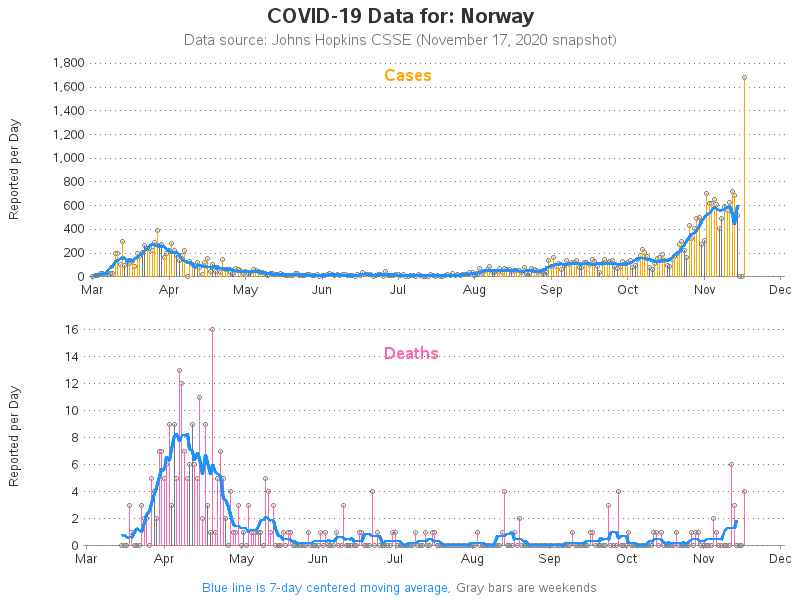 COVID-19 Data for: Norway
Data source: Johns Hopkins CSSE (November 17, 2020 snapshot)
Cases
Reported per Day
1,800
1,600
1,400
1,200
1,000
800
600
400
200
0
Mar Apr May Jun Jul Aug Sep Oct Nov Dec
Deaths
Reported per Day
16
14
12
10
8
6
4
2
0
Mar Apr May Jun Jul Aug Sep Oct Nov Dec
Blue line is 7-day centered moving average, Gray bars are weekends